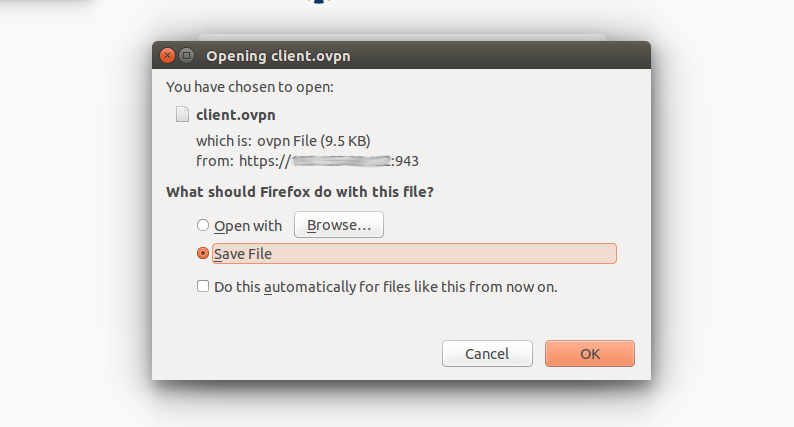 Opening client.ovpn
You have chosen to open:
client.ovpn
which is: ovpn File (9.5 KB)
from: https:// :943
What should Firefox do with this file?
Open with Browse...
Save File
Do this automatically for files like this from now on.
Cancel OK